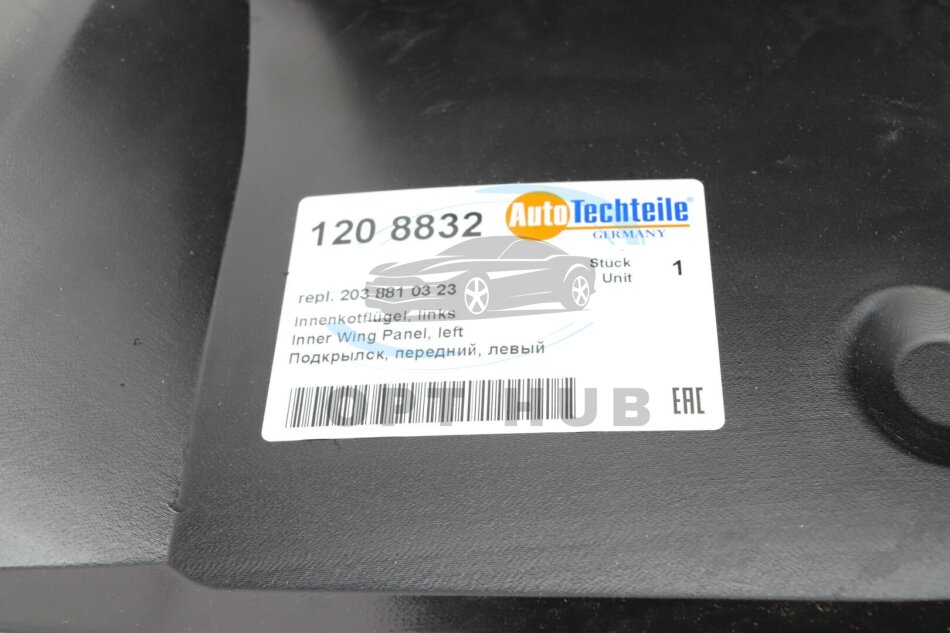 120 8832
AutoTechteile®
GERMANY
Stück
Unit
1
repl. 203 881 03 23
Innenkotflügel, links
Inner Wing Panel, left
Подкрылск, передний, левый
OPT HUB
EAC